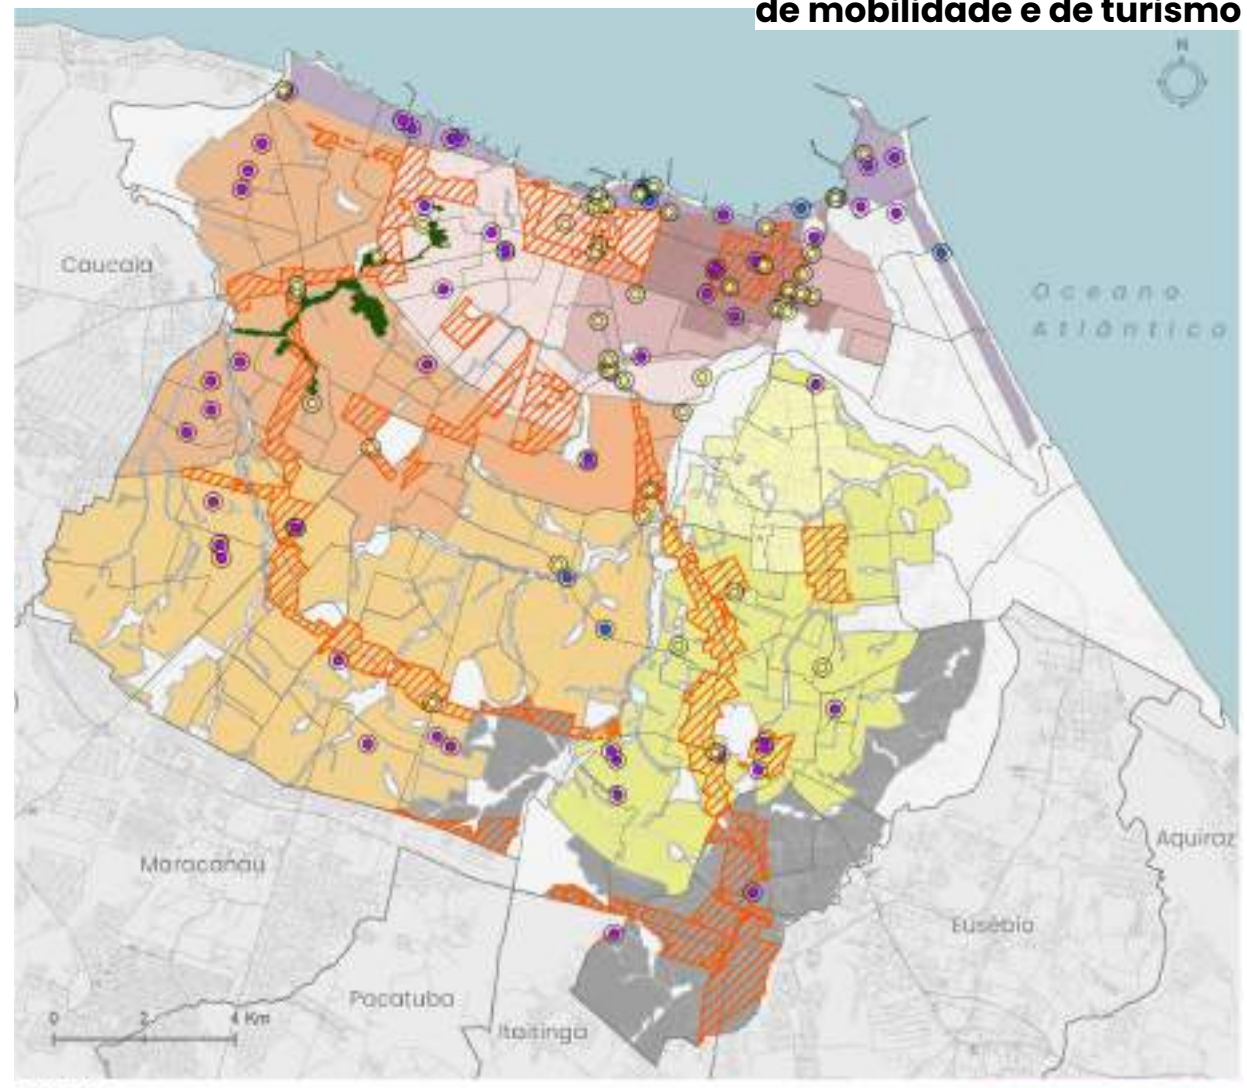 de mobilidade e de turismo
N
Caucaia
Oceano
Atlântico
Maracanaú
Aquiraz
Eusébio
Pacatuba
0 2 4 Km
Itaitinga